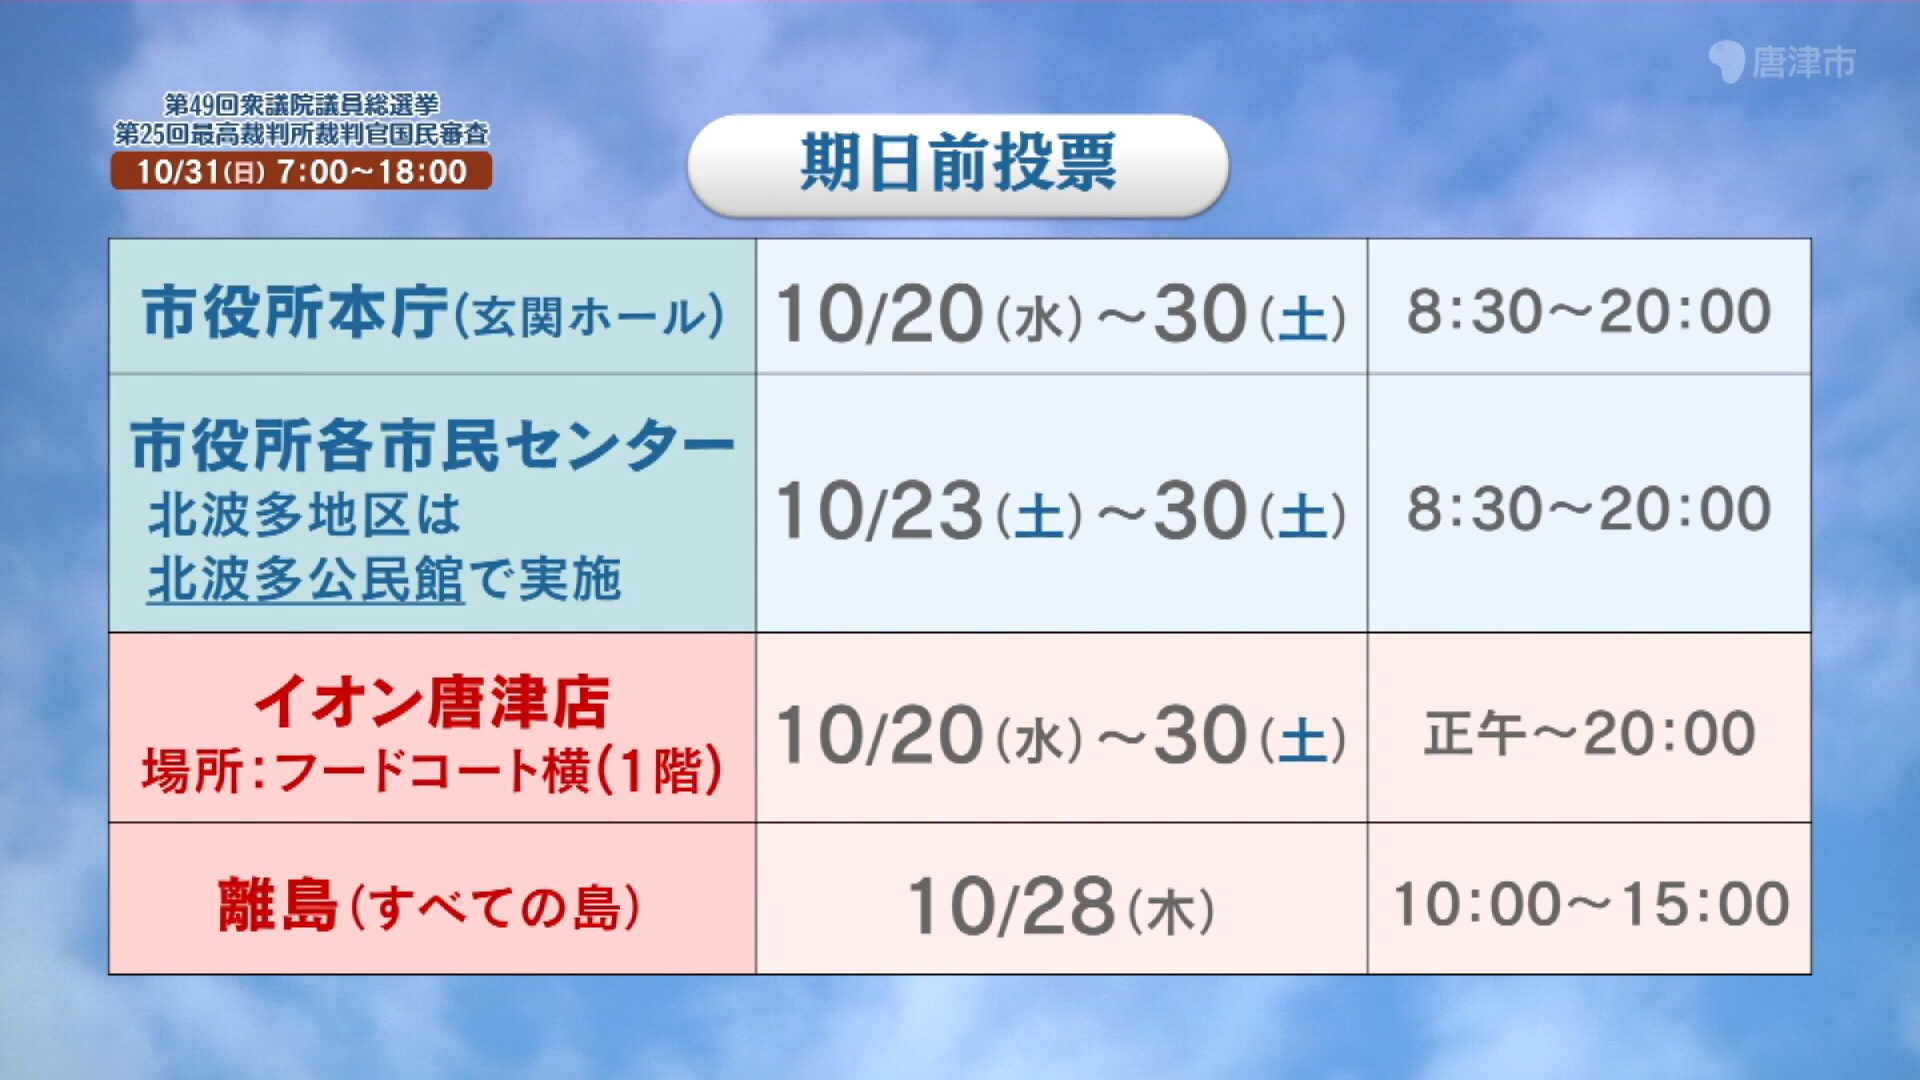 唐津市
第49回衆議院議員総選挙
第25回最高裁判所裁判官国民審査
10/31(日) 7:00～18:00
期日前投票
市役所本庁(玄関ホール) 10/20(水)～30(土) 8:30～20:00
市役所各市民センター
北波多地区は
北波多公民館で実施
10/23(土)～30(土) 8:30～20:00
イオン唐津店
場所:フードコート横(1階)
10/20(水)～30(土) 正午～20:00
離島(すべての島) 10/28(木) 10:00～15:00